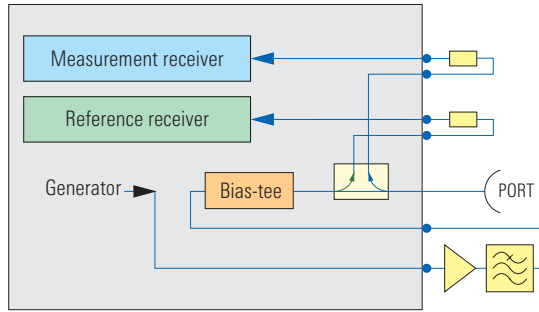 Measurement receiver
Reference receiver
Generator
Bias-tee
PORT